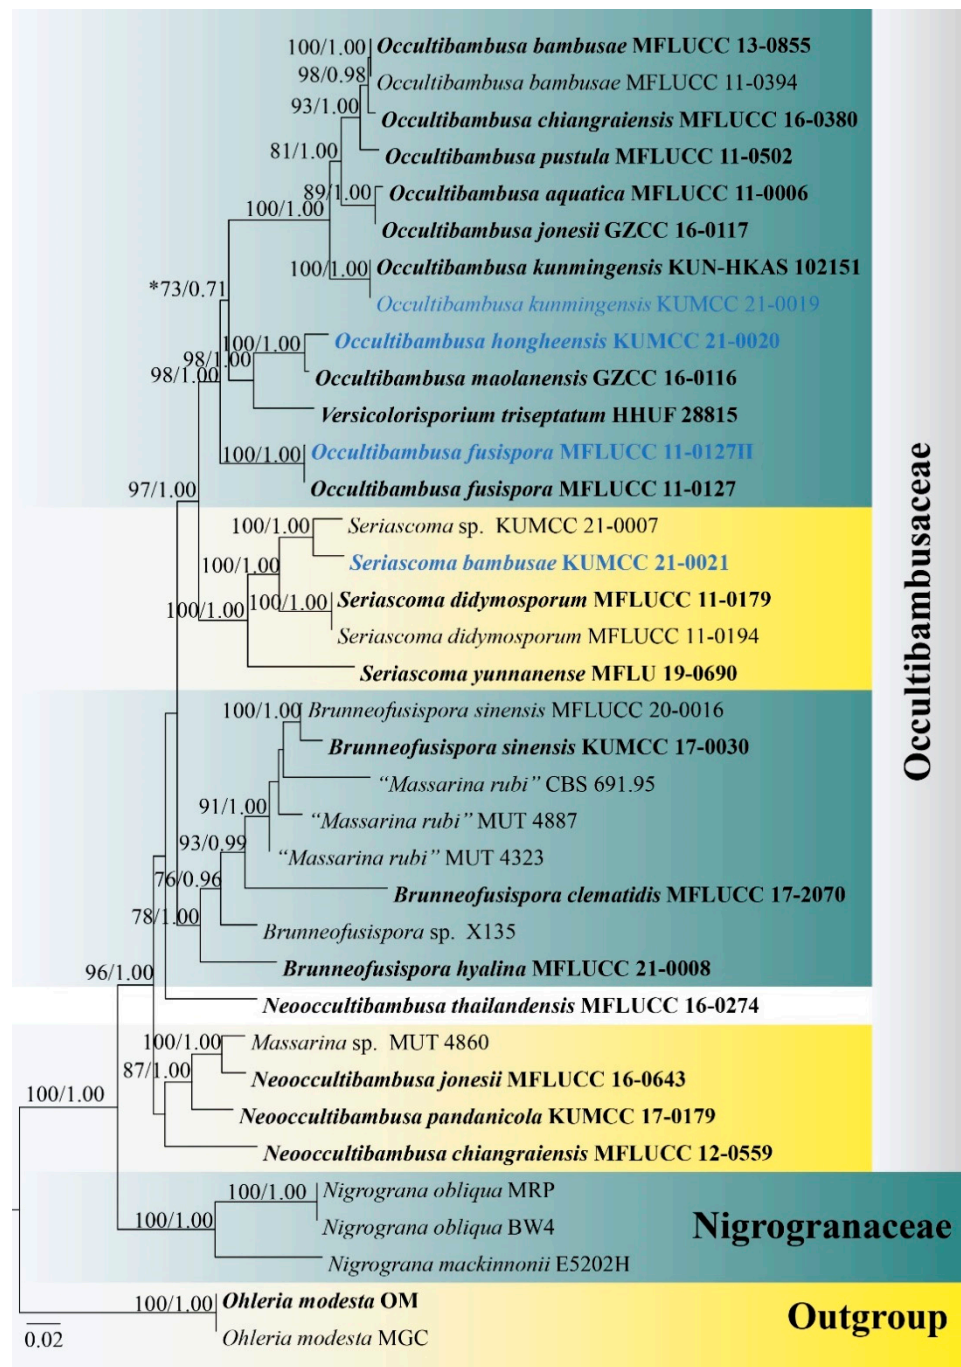 100/1.00
Occultibambusa bambusae MFLUCC 13-0855
98/0.98
Occultibambusa bambusae MFLUCC 11-0394
93/1.00
Occultibambusa chiangraiensis MFLUCC 16-0380
81/1.00
Occultibambusa pustula MFLUCC 11-0502
89/1.00
Occultibambusa aquatica MFLUCC 11-0006
100/1.00
Occultibambusa jonesii GZCC 16-0117
100/1.00
Occultibambusa kunmingensis KUN-HKAS 102151
*73/0.71
Occultibambusa kunmingensis KUMCC 21-0019
100/1.00
Occultibambusa hongheensis KUMCC 21-0020
98/1.00
98/1.00
Occultibambusa maolanensis GZCC 16-0116
Versicolorisporium triseptatum HHUF 28815
100/1.00
Occultibambusa fusispora MFLUCC 11-0127II
97/1.00
Occultibambusa fusispora MFLUCC 11-0127
100/1.00
Seriascoma sp. KUMCC 21-0007
100/1.00
Seriascoma bambusae KUMCC 21-0021
100/1.00
100/1.00
Seriascoma didymosporum MFLUCC 11-0179
Seriascoma didymosporum MFLUCC 11-0194
Seriascoma yunnanense MFLU 19-0690
Occultibambusaceae
100/1.00
Brunneofusispora sinensis MFLUCC 20-0016
Brunneofusispora sinensis KUMCC 17-0030
“Massarina rubi” CBS 691.95
91/1.00
“Massarina rubi” MUT 4887
93/0.99
“Massarina rubi” MUT 4323
76/0.96
Brunneofusispora clematidis MFLUCC 17-2070
78/1.00
Brunneofusispora sp. X135
96/1.00
Brunneofusispora hyalina MFLUCC 21-0008
Neooccultibambusa thailandensis MFLUCC 16-0274
100/1.00
Massarina sp. MUT 4860
87/1.00
Neooccultibambusa jonesii MFLUCC 16-0643
100/1.00
Neooccultibambusa pandanicola KUMCC 17-0179
Neooccultibambusa chiangraiensis MFLUCC 12-0559
100/1.00
Nigrograna obliqua MRP
100/1.00
Nigrograna obliqua BW4
Nigrogranaceae
Nigrograna mackinnonii E5202H
100/1.00
Ohleria modesta OM
Outgroup
0.02
Ohleria modesta MGC